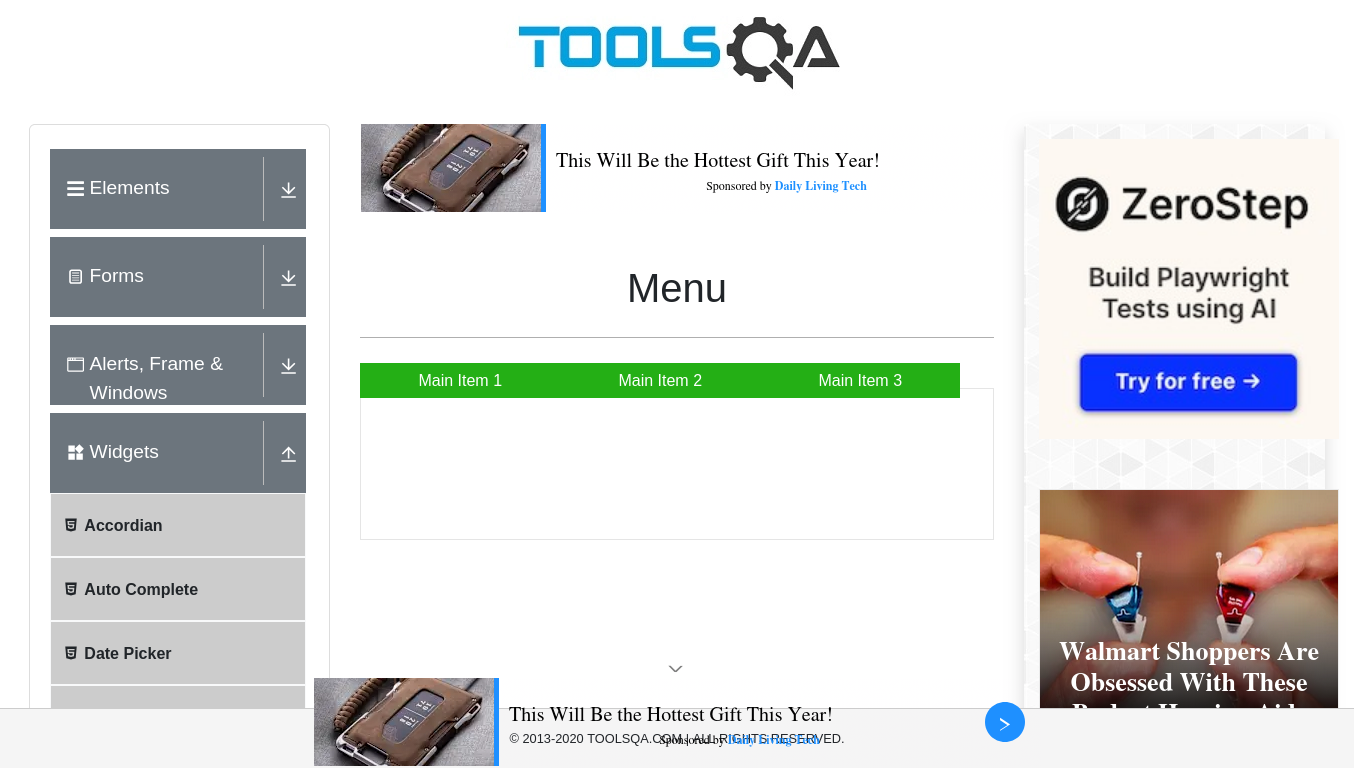 TOOLSQA
Elements
Forms
Alerts, Frame &
Windows
Widgets
Accordian
Auto Complete
Date Picker
This Will Be the Hottest Gift This Year!
Sponsored by Daily Living Tech
Menu
Main Item 1
Main Item 2
Main Item 3
ZeroStep
Build Playwright
Tests using AI
Try for free →
Walmart Shoppers Are
Obsessed With These
This Will Be the Hottest Gift This Year!
© 2013-2020 TOOLSQA.COM | ALL RIGHTS RESERVED.
Sponsored by Daily Living Tech